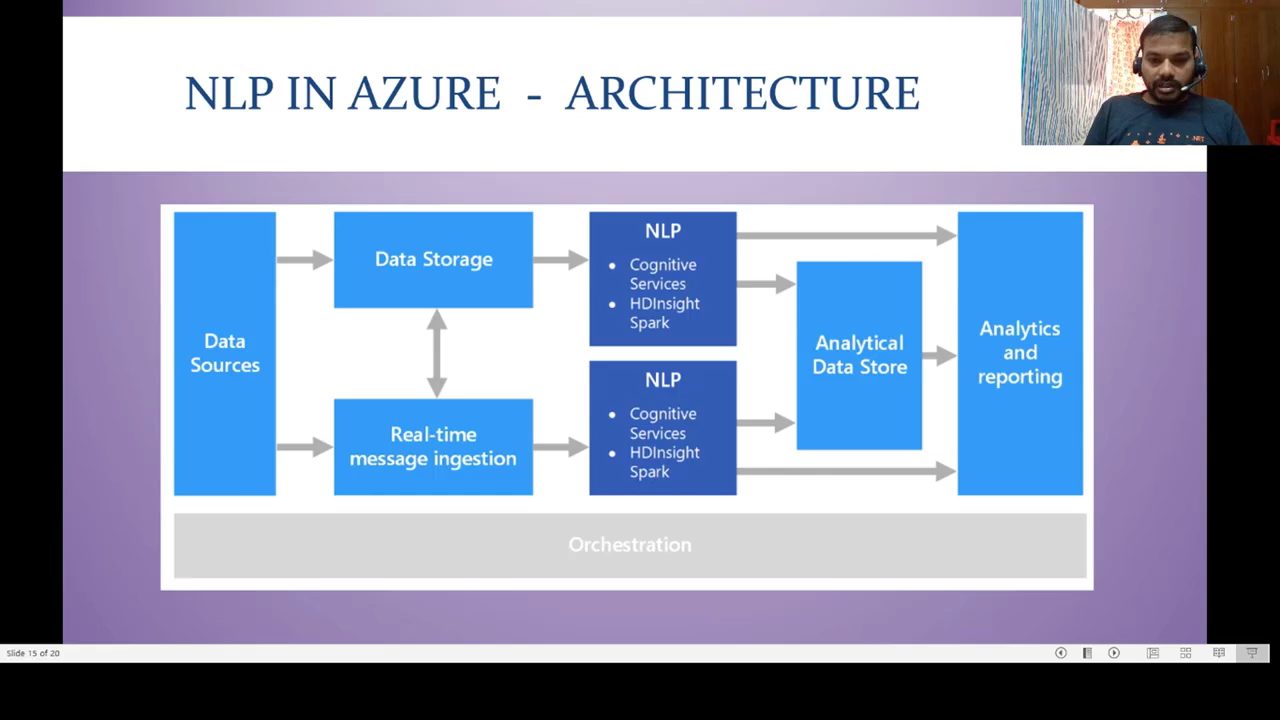 NLP IN AZURE - ARCHITECTURE
Data
Sources
Data Storage
Real-time
message ingestion
NLP
• Cognitive
Services
• HDInsight
Spark
NLP
• Cognitive
Services
• HDInsight
Spark
Analytical
Data Store
Analytics
and
reporting
Orchestration
Slide 15 of 20